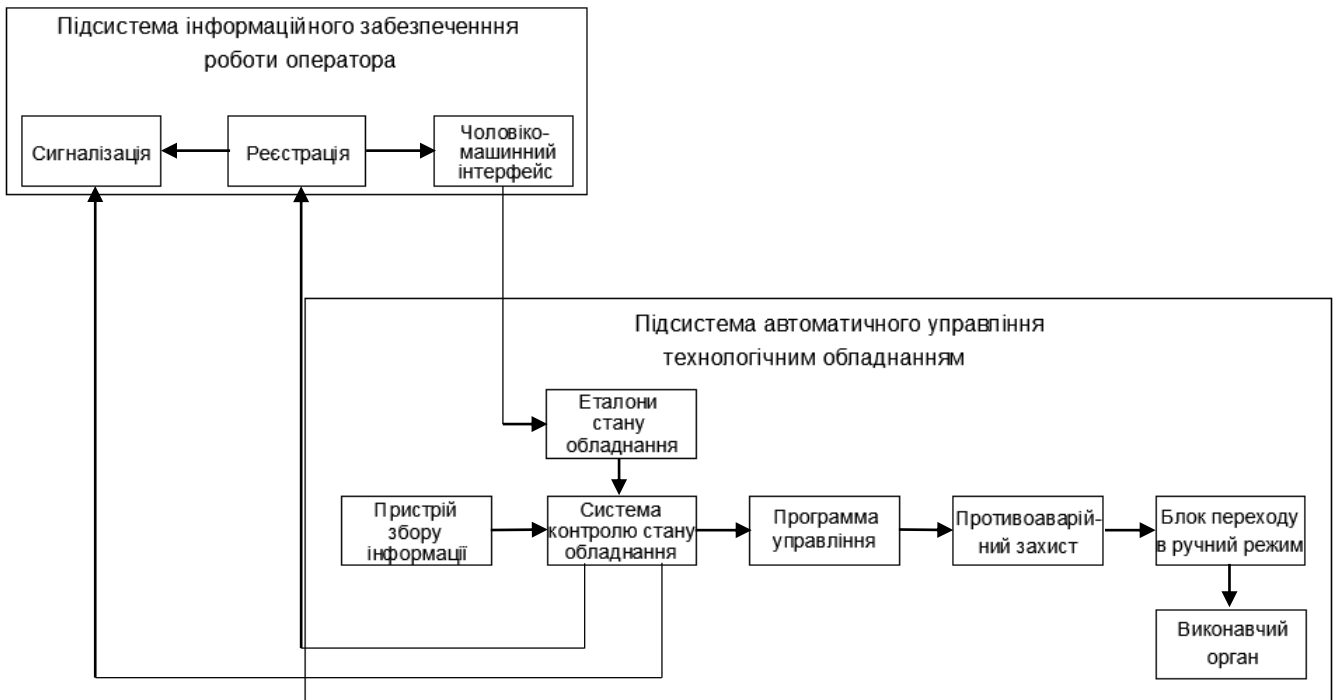 Підсистема інформаційного забезпеченння
роботи оператора
Сигналізація
Реєстрація
Чоловіко-
машинний
інтерфейс
Підсистема автоматичного управління
технологічним обладнанням
Еталони
стану
обладнання
Пристрій
збору
інформації
Система
контролю стану
обладнання
Программа
управління
Противоаварій-
ний захист
Блок переходу
в ручний режим
Виконавчий
орган